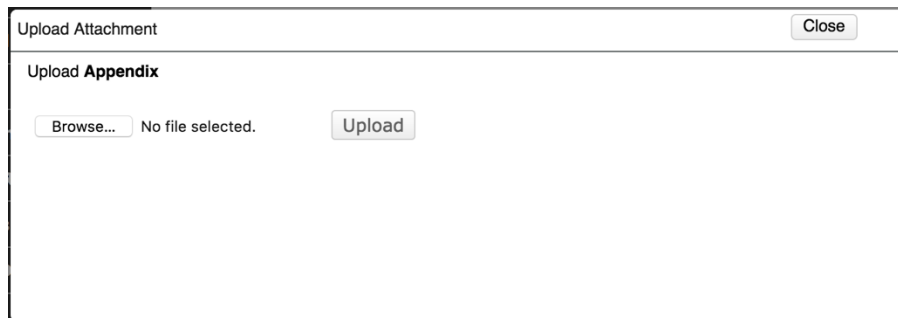 Upload Attachment Close
Upload Appendix
Browse... No file selected. Upload